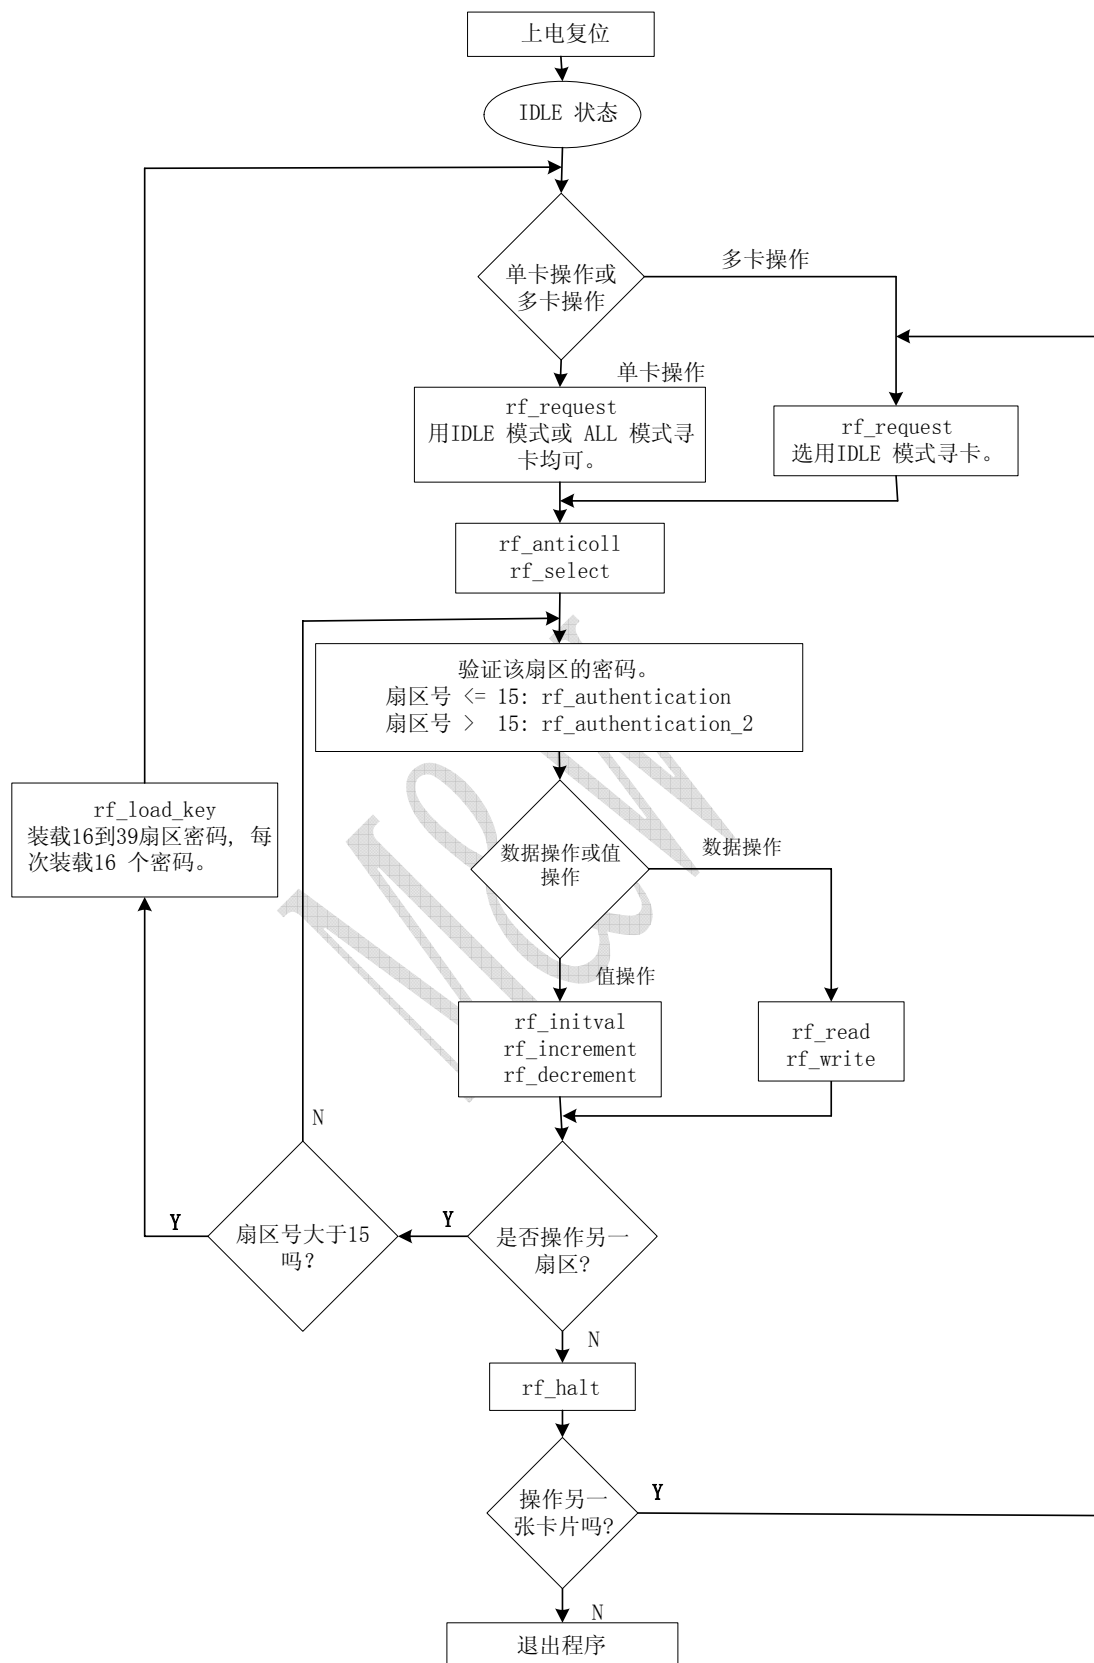 上电复位
IDLE 状态
单卡操作或
多卡操作
多卡操作
单卡操作
rf_request
用IDLE 模式或 ALL 模式寻
卡均可。
rf_request
选用IDLE 模式寻卡。
rf_anticoll
rf_select
验证该扇区的密码。
扇区号 <= 15: rf_authentication
扇区号 > 15: rf_authentication_2
rf_load_key
装载16到39扇区密码, 每
次装载16 个密码。
数据操作或值
操作
数据操作
值操作
rf_initval
rf_increment
rf_decrement
rf_read
rf_write
N
扇区号大于15
吗?
Y
Y
是否操作另一
扇区?
N
rf_halt
操作另一
张卡片吗?
Y
N
退出程序
M&W